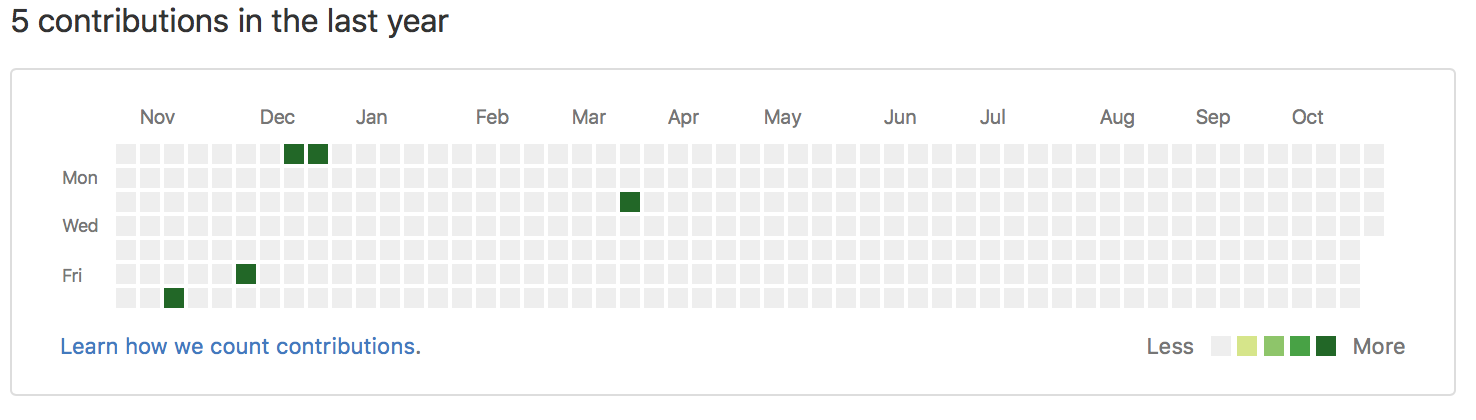 5 contributions in the last year
Nov Dec Jan Feb Mar Apr May Jun Jul Aug Sep Oct
Mon
Wed
Fri
Learn how we count contributions.
Less More